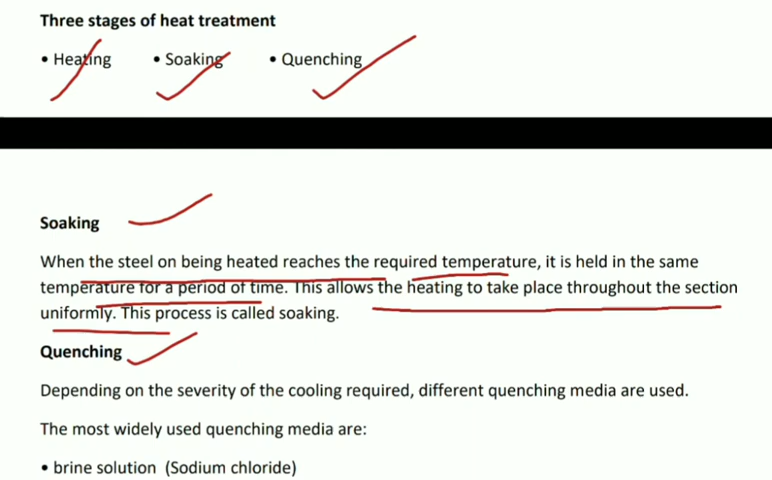 Three stages of heat treatment
• Heating • Soaking • Quenching
Soaking
When the steel on being heated reaches the required temperature, it is held in the same
temperature for a period of time. This allows the heating to take place throughout the section
uniformly. This process is called soaking.
Quenching
Depending on the severity of the cooling required, different quenching media are used.
The most widely used quenching media are:
• brine solution (Sodium chloride)